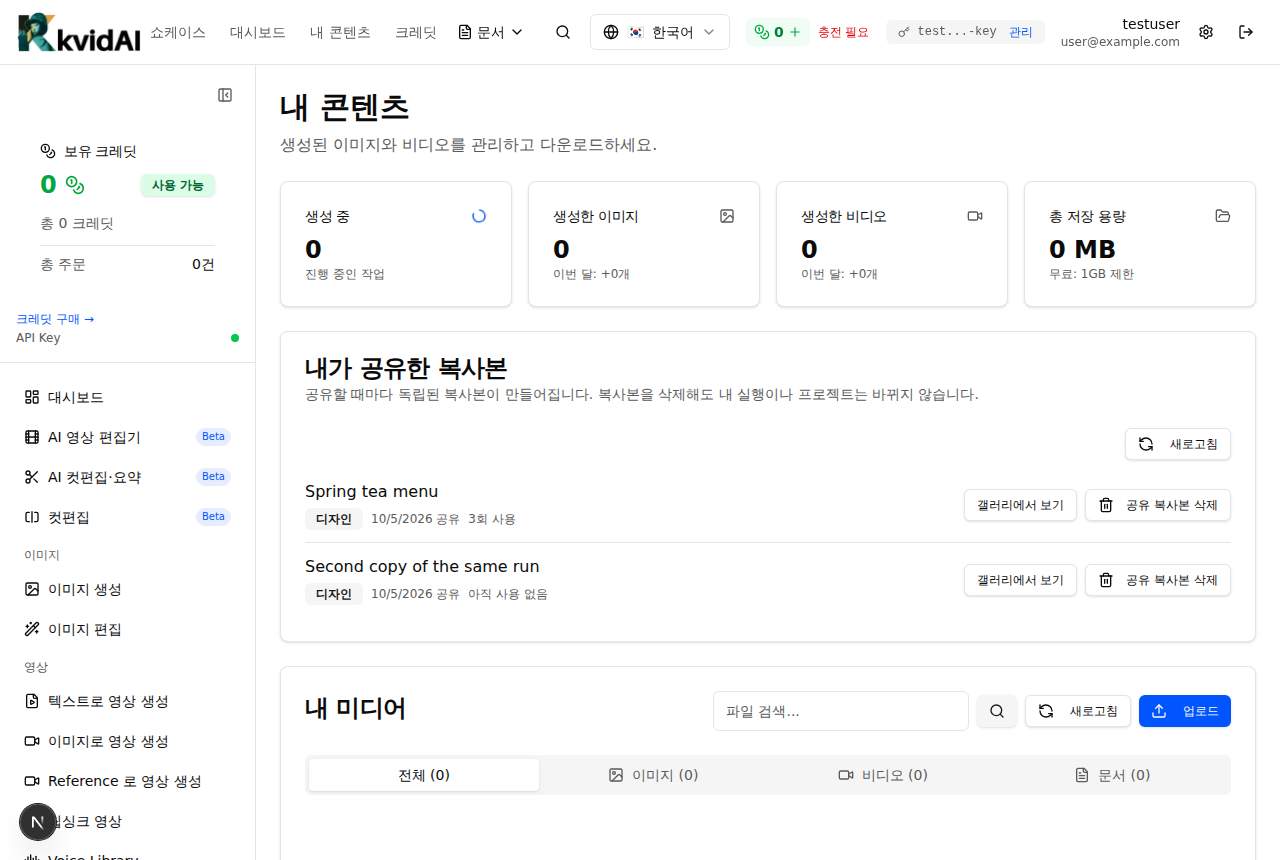 kvidAI
쇼케이스
대시보드
내 콘텐츠
크레딧
문서
한국어
0 +
충전 필요
test...-key
관리
testuser
user@example.com
보유 크레딧
0
사용 가능
총 0 크레딧
총 주문
0건
크레딧 구매 →
API Key
대시보드
AI 영상 편집기
Beta
AI 컷편집·요약
Beta
컷편집
Beta
이미지
이미지 생성
이미지 편집
영상
텍스트로 영상 생성
이미지로 영상 생성
Reference 로 영상 생성
N
영상
Voice Library
내 콘텐츠
생성된 이미지와 비디오를 관리하고 다운로드하세요.
생성 중
0
진행 중인 작업
생성한 이미지
0
이번 달: +0개
생성한 비디오
0
이번 달: +0개
총 저장 용량
0 MB
무료: 1GB 제한
내가 공유한 복사본
공유할 때마다 독립된 복사본이 만들어집니다. 복사본을 삭제해도 내 실행이나 프로젝트는 바뀌지 않습니다.
새로고침
Spring tea menu
디자인 10/5/2026 공유 3회 사용
갤러리에서 보기
공유 복사본 삭제
Second copy of the same run
디자인 10/5/2026 공유 아직 사용 없음
갤러리에서 보기
공유 복사본 삭제
내 미디어
파일 검색...
새로고침
업로드
전체 (0)
이미지 (0)
비디오 (0)
문서 (0)